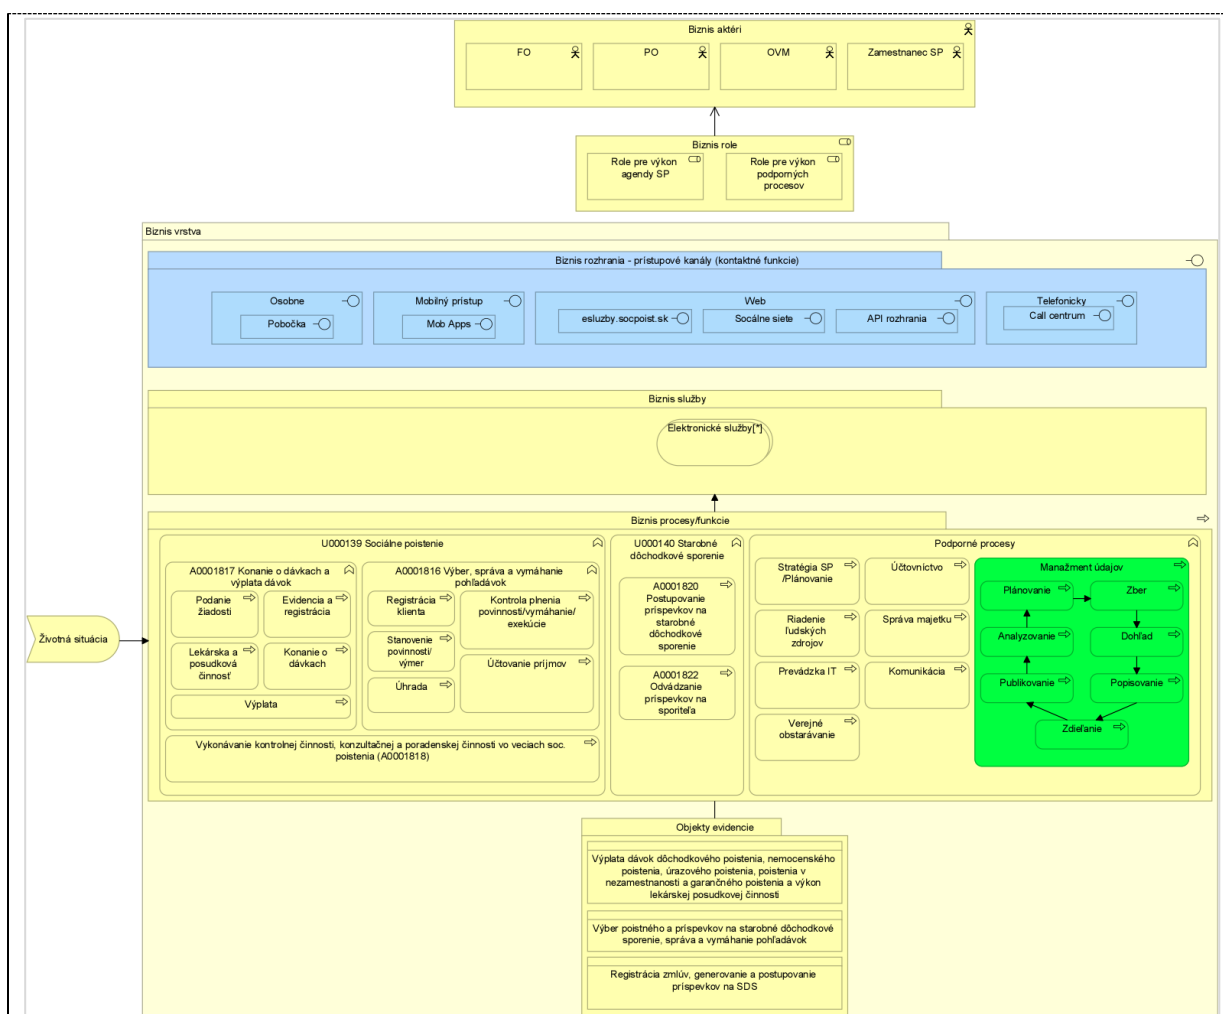 Biznis aktéri
FO
PO
OVM
Zamestnanec SP
Biznis role
Role pre výkon
agendy SP
Role pre výkon
podporných
procesov
Biznis vrstva
Biznis rozhrania - prístupové kanály (kontaktné funkcie)
Osobne
Pobočka
Mobilný prístup
Mob Apps
Web
esluzby.socpoist.sk
Socálne siete
API rozhrania
Telefonicky
Call centrum
Biznis služby
Elektronické služby[*]
Biznis procesy/funkcie
Životná situácia
U000139 Sociálne poistenie
A0001817 Konanie o dávkach a
výplata dávok
Podanie
žiadosti
Evidencia a
registrácia
Lekárska a
posudková
činnosť
Konanie o
dávkach
Výplata
A0001816 Výber, správa a vymáhanie
pohľadávok
Registrácia
klienta
Kontrola plnenia
povinností/vymáhanie/
exekúcie
Stanovenie
povinnosti/
výmer
Účtovanie príjmov
Úhrada
Vykonávanie kontrolnej činnosti, konzultačnej a poradenskej činnosti vo veciach soc.
poistenia (A0001818)
U000140 Starobné
dôchodkové sporenie
A0001820
Postupovanie
príspevkov na
starobné
dôchodkové
sporenie
A0001822
Odvádzanie
príspevkov na
sporiteľa
Podporné procesy
Stratégia SP
/Plánovanie
Účtovníctvo
Riadenie
ľudských
zdrojov
Správa majetku
Prevádzka IT
Komunikácia
Verejné
obstarávanie
Manažment údajov
Plánovanie
Zber
Analyzovanie
Dohľad
Publikovanie
Popisovanie
Zdieľanie
Objekty evidencie
Výplata dávok dôchodkového poistenia, nemocenského
poistenia, úrazového poistenia, poistenia v
nezamestnanosti a garančného poistenia a výkon
lekárskej posudkovej činnosti
Výber poistného a príspevkov na starobné dôchodkové
sporenie, správa a vymáhanie pohľadávok
Registrácia zmlúv, generovanie a postupovanie
príspevkov na SDS